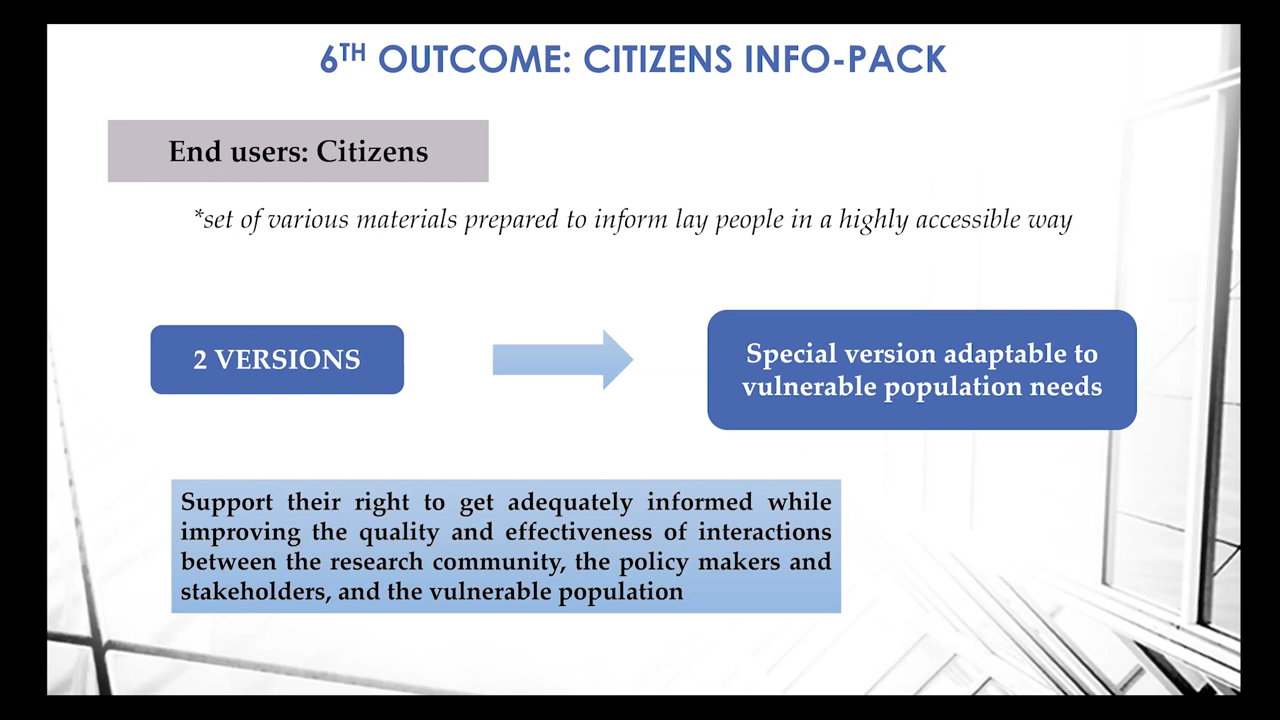 6TH OUTCOME: CITIZENS INFO-PACK
End users: Citizens
*set of various materials prepared to inform lay people in a highly accessible way
2 VERSIONS
Special version adaptable to
vulnerable population needs
Support their right to get adequately informed while
improving the quality and effectiveness of interactions
between the research community, the policy makers and
stakeholders, and the vulnerable population